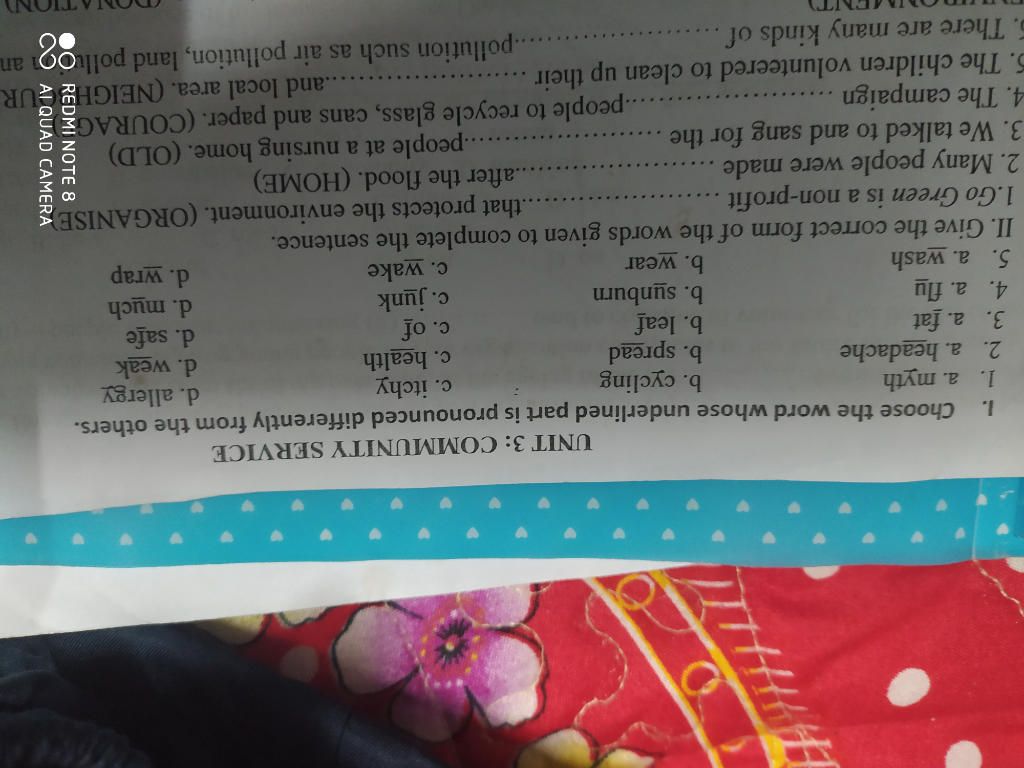 UNIT 3: COMMUNITY SERVICE
I. Choose the word whose underlined part is pronounced differently from the others.
1. a. myth b. cycling c. itchy d. allergy
2. a. headache b. spread c. health d. weak
3. a. fat b. leaf c. of d. safe
4. a. flu b. sunburn c. junk d. much
5. a. wash b. wear c. wake d. wrap
II. Give the correct form of the words given to complete the sentence.
1. Go Green is a non-profit ........................that protects the environment. (ORGANISE)
2. Many people were made ........................after the flood. (HOME)
3. We talked to and sang for the ........................people at a nursing home. (OLD)
4. The campaign ........................people to recycle glass, cans and paper. (COURAGE)
5. The children volunteered to clean up their ........................and local area. (NEIGHBOUR
. There are many kinds of ........................pollution such as air pollution, land pollution an
ENVIRONMENT)
(DONATION)
REDMI NOTE 8
AI QUAD CAMERA